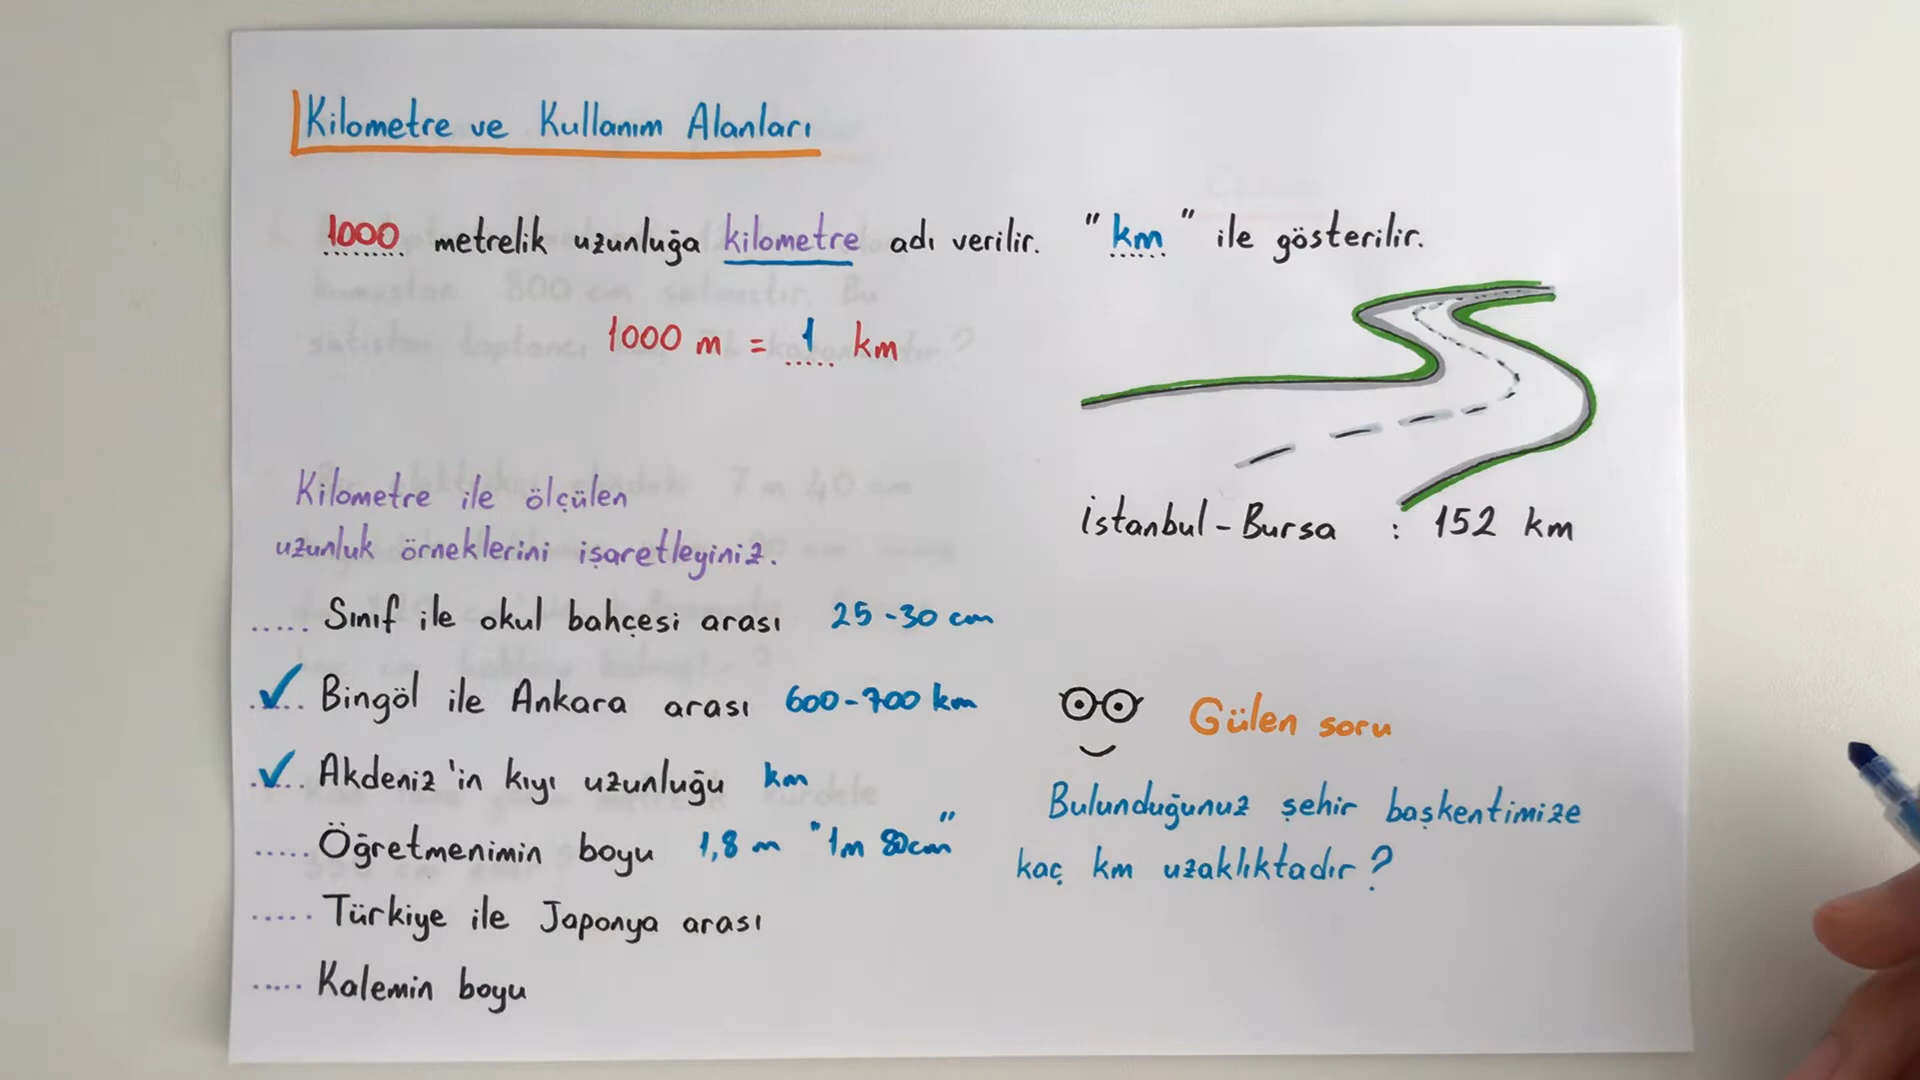 Kilometre ve Kullanım Alanları
1000 metrelik uzunluğa kilometre adı verilir. "km" ile gösterilir.
1000 m = 1 km
İstanbul - Bursa : 152 km
Kilometre ile ölçülen
uzunluk örneklerini işaretleyiniz.
..... Sınıf ile okul bahçesi arası 25-30 cm
✓ Bingöl ile Ankara arası 600-700 km
✓ Akdeniz'in kıyı uzunluğu km
..... Öğretmenimin boyu 1,8 m "1m 80cm"
..... Türkiye ile Japonya arası
..... Kalemin boyu
Gülen soru
Bulunduğunuz şehir başkentimize
kaç km uzaklıktadır?